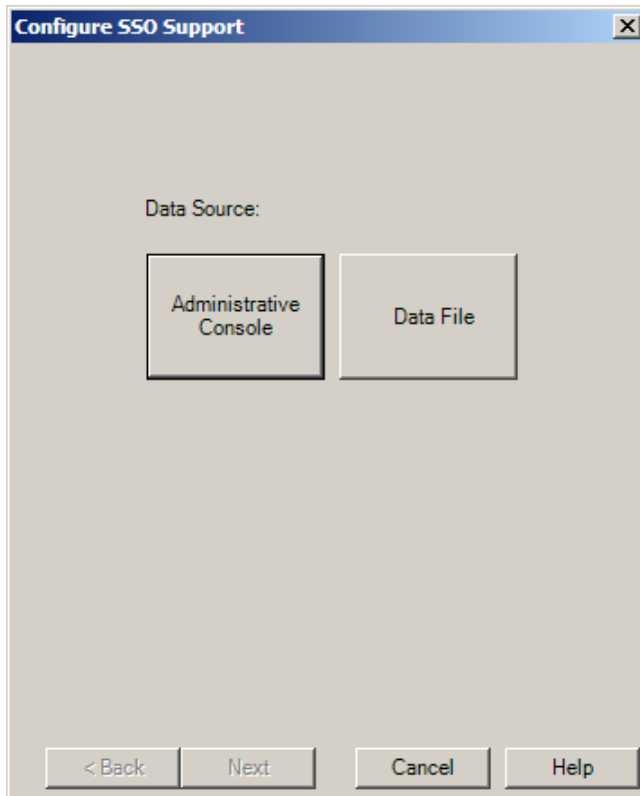 Configure SSO Support
Data Source:
Administrative
Console
Data File
< Back
Next
Cancel
Help